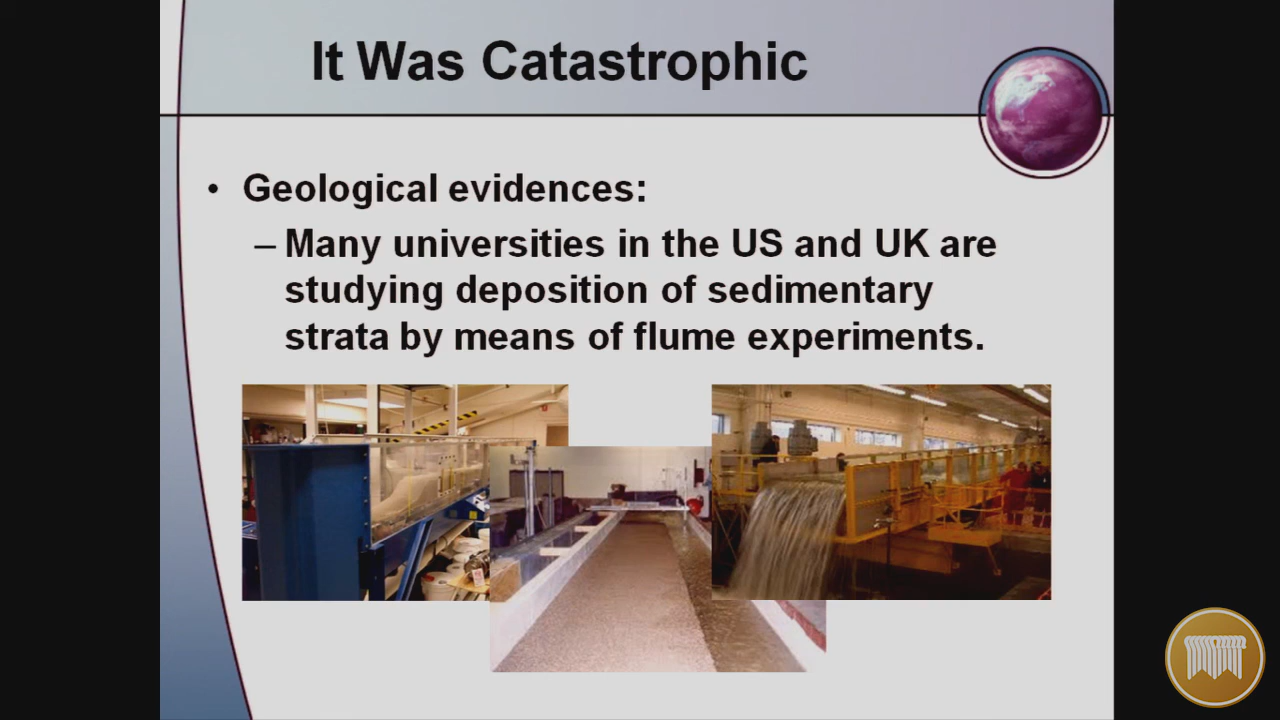 It Was Catastrophic
• Geological evidences:
– Many universities in the US and UK are
studying deposition of sedimentary
strata by means of flume experiments.